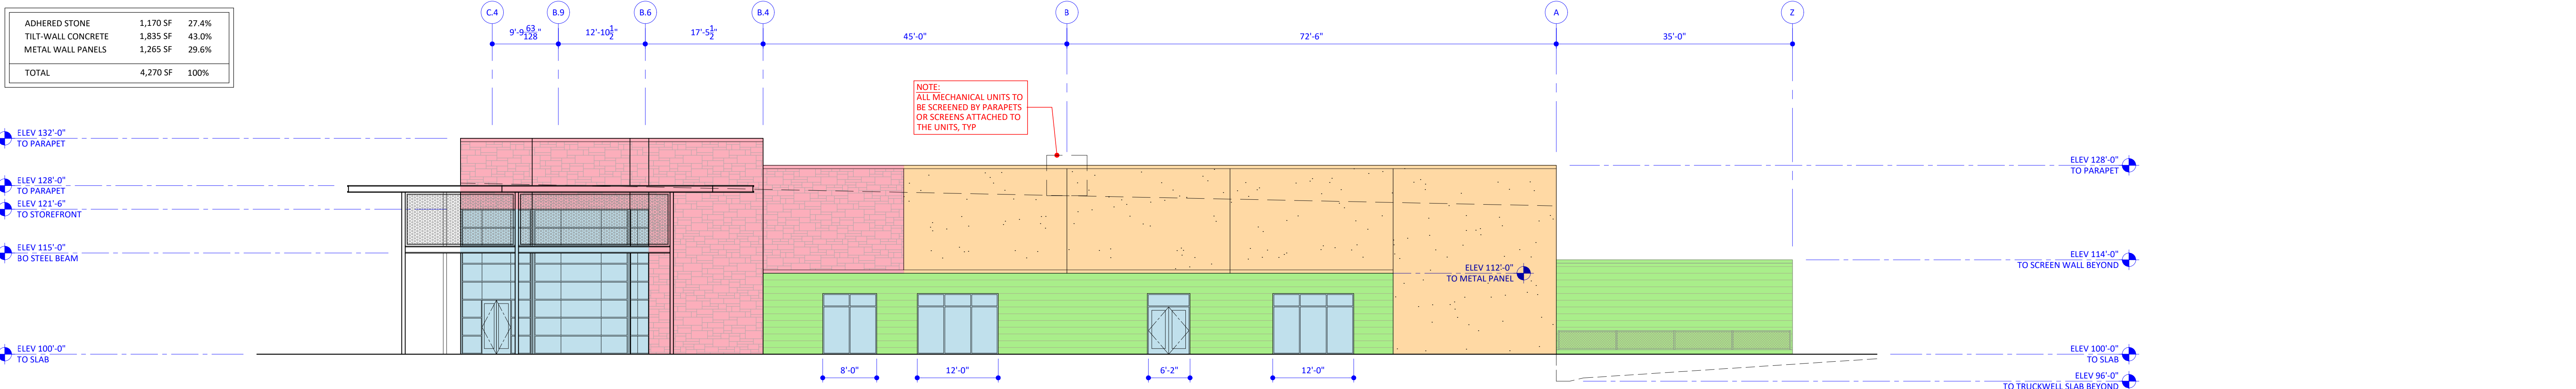 ADHERED STONE 1,170 SF 27.4%
TILT-WALL CONCRETE 1,835 SF 43.0%
METAL WALL PANELS 1,265 SF 29.6%
TOTAL 4,270 SF 100%
C.4 B.9 B.6 B.4 B A Z
9'-9 63/128" 12'-10 1/2" 17'-5 1/2" 45'-0" 72'-6" 35'-0"
NOTE:
ALL MECHANICAL UNITS TO
BE SCREENED BY PARAPETS
OR SCREENS ATTACHED TO
THE UNITS, TYP
ELEV 132'-0"
TO PARAPET
ELEV 128'-0"
TO PARAPET
ELEV 121'-6"
TO STOREFRONT
ELEV 115'-0"
BO STEEL BEAM
ELEV 100'-0"
TO SLAB
ELEV 112'-0"
TO METAL PANEL
ELEV 128'-0"
TO PARAPET
ELEV 114'-0"
TO SCREEN WALL BEYOND
ELEV 100'-0"
TO SLAB
ELEV 96'-0"
TO TRUCKWELL SLAB BEYOND
8'-0" 12'-0" 6'-2" 12'-0"